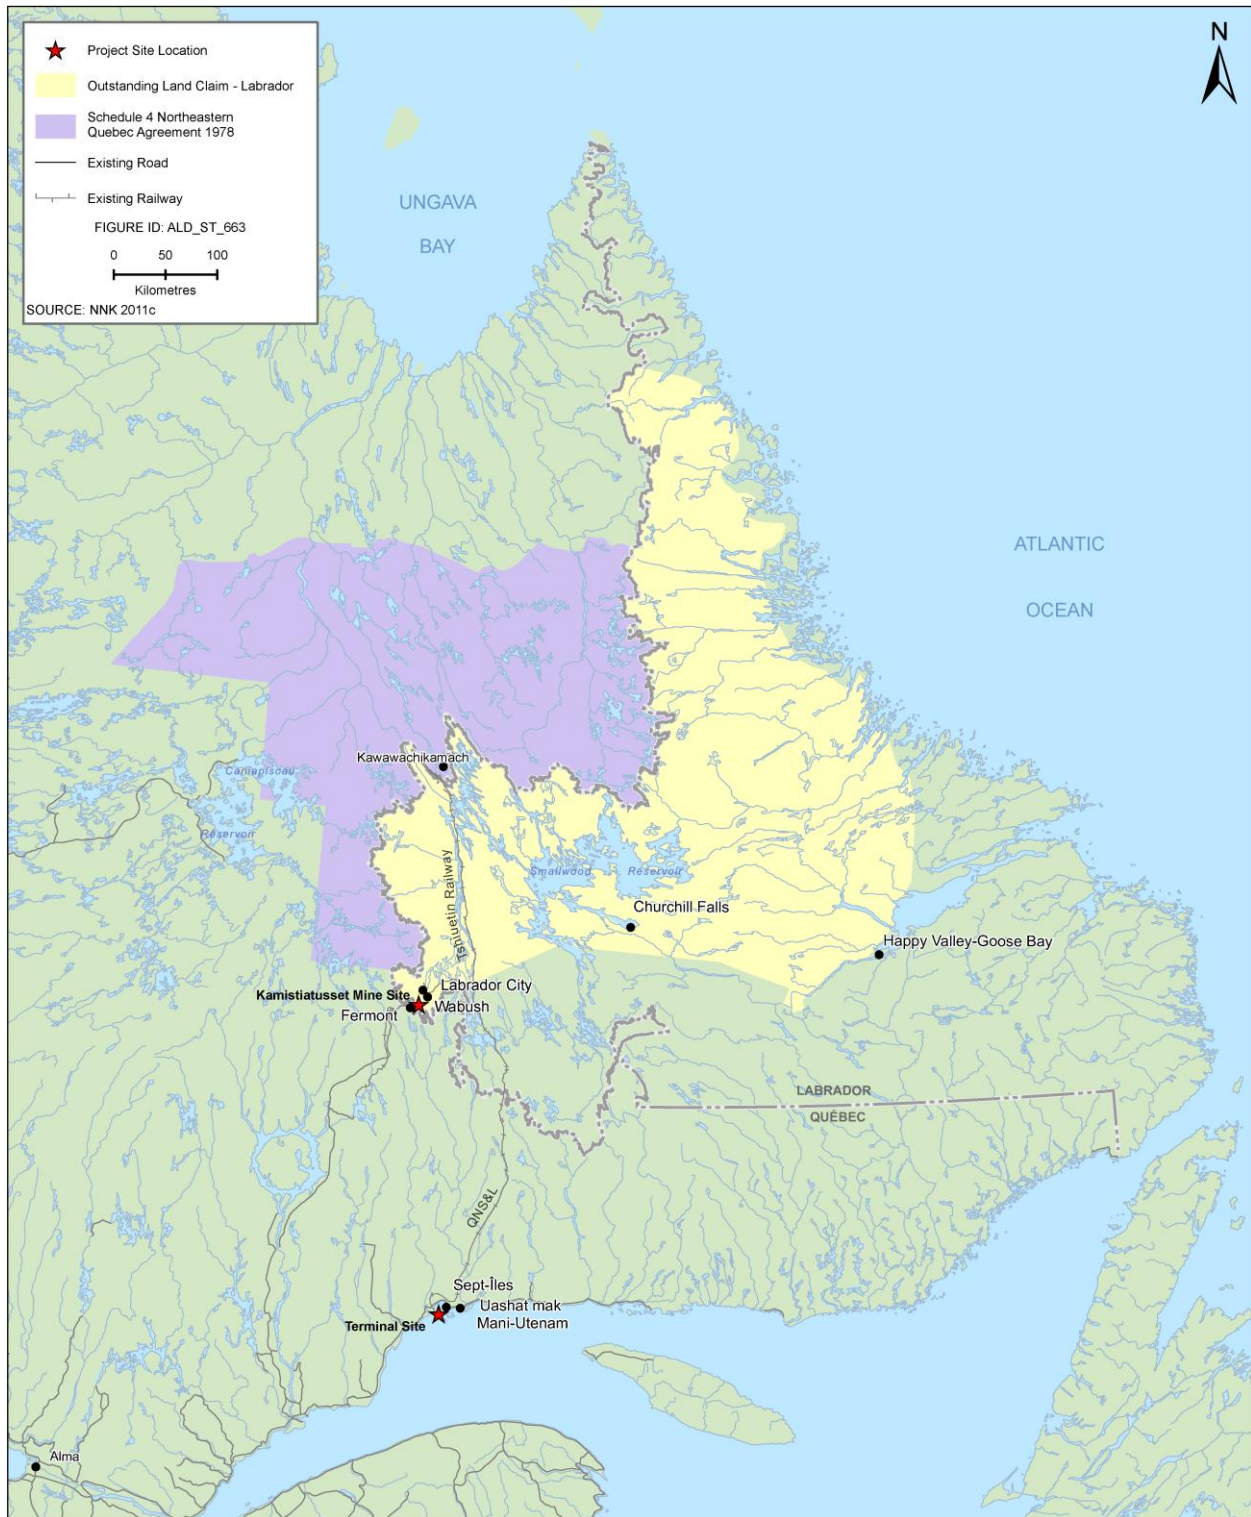 Project Site Location
Outstanding Land Claim - Labrador
Schedule 4 Northeastern
Quebec Agreement 1978
Existing Road
Existing Railway
FIGURE ID: ALD_ST_663
0 50 100
Kilometres
SOURCE: NNK 2011c
N
UNGAVA
BAY
ATLANTIC
OCEAN
Kawawachikamach
Caniapiscau
Réservoir
Tshiuetin Railway
Smallwood Réservoir
Churchill Falls
Happy Valley-Goose Bay
Labrador City
Kamistiatusset Mine Site
Wabush
Fermont
LABRADOR
QUÉBEC
QNS&L
Sept-Îles
Uashat mak
Mani-Utenam
Terminal Site
Alma